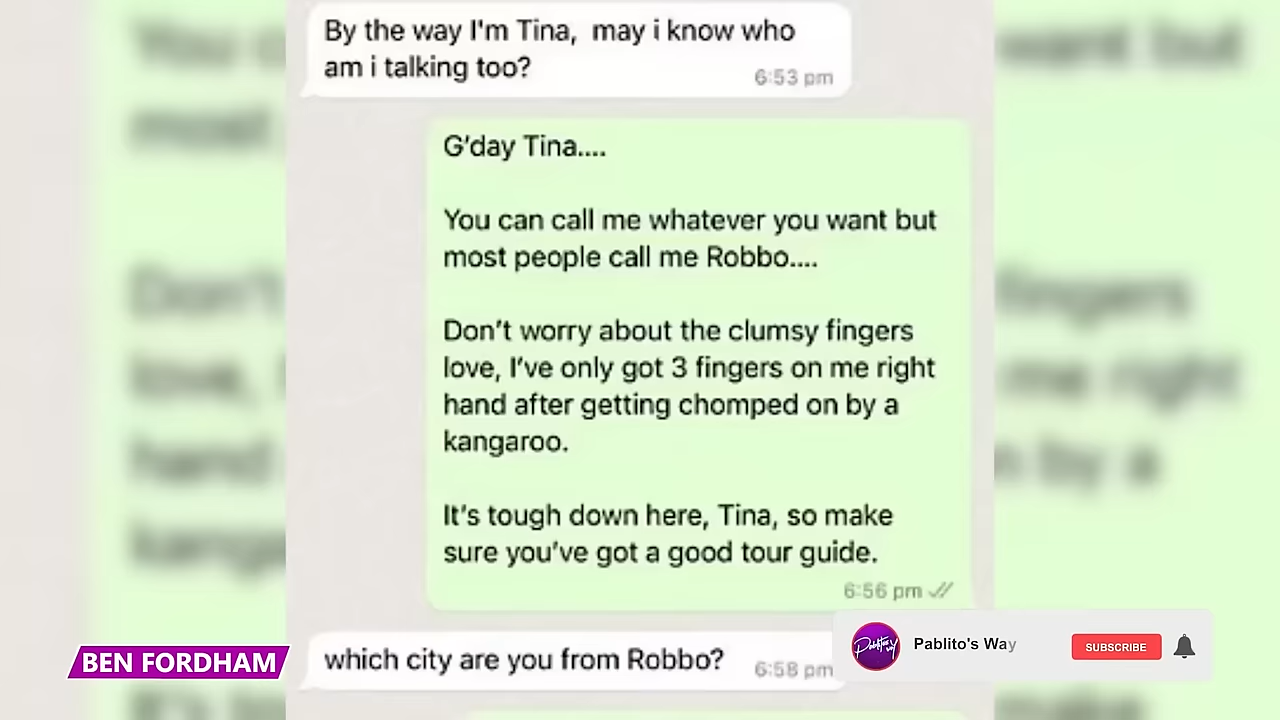 By the way I'm Tina,  may i know who
am i talking too?
6:53 pm
G'day Tina....
You can call me whatever you want but
most people call me Robbo....
Don't worry about the clumsy fingers
love, I've only got 3 fingers on me right
hand after getting chomped on by a
kangaroo.
It's tough down here, Tina, so make
sure you've got a good tour guide.
6:56 pm
which city are you from Robbo?
6:58 pm
BEN FORDHAM
Pablito's Way
SUBSCRIBE